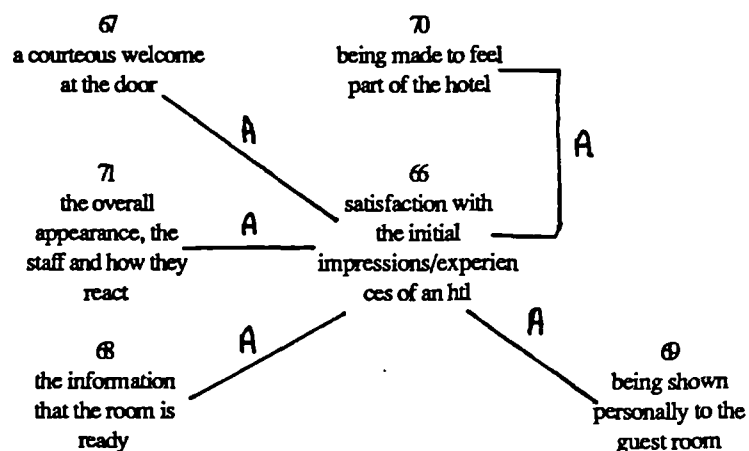 67
a courteous welcome
at the door
70
being made to feel
part of the hotel
A
A
71
the overall
appearance, the
staff and how they
react
A
66
satisfaction with
the initial
impressions/experien
ces of an htl
68
the information
that the room is
ready
A
A
69
being shown
personally to the
guest room